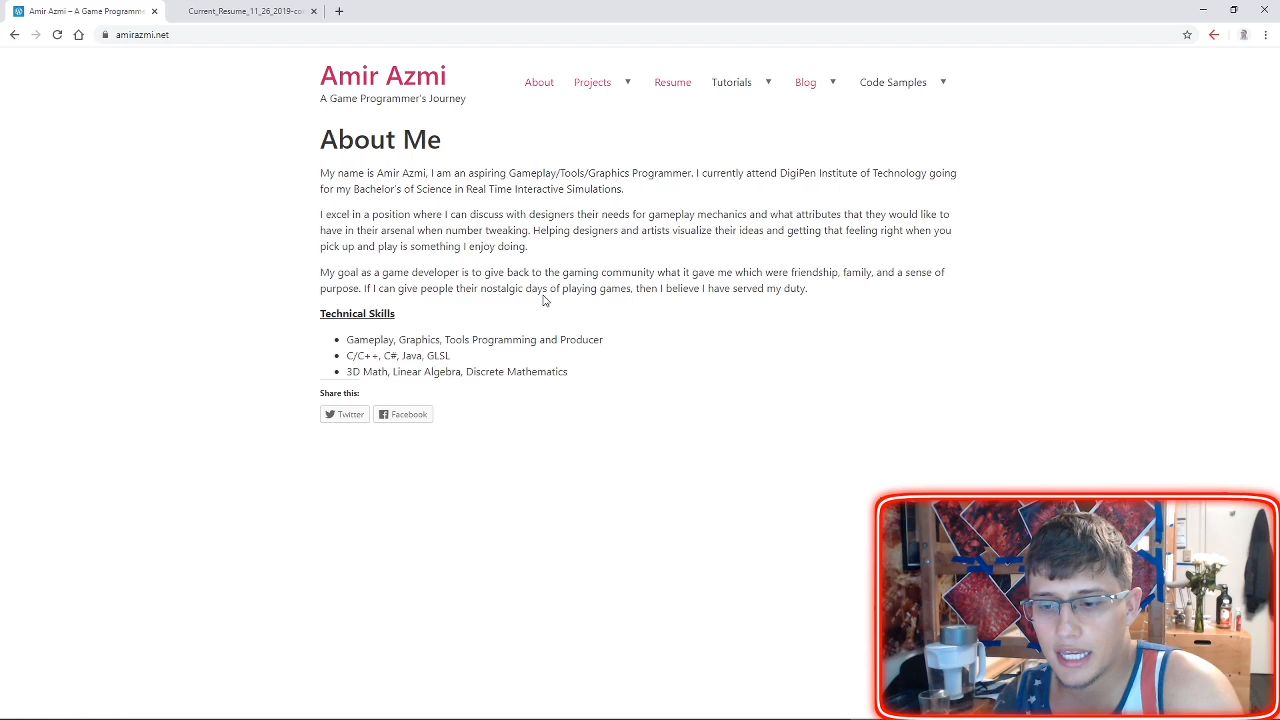 Amir Azmi – A Game Programme
Current_Resume_11_26_2019-co
amirazmi.net
Amir Azmi
A Game Programmer's Journey
About Projects ▼ Resume Tutorials ▼ Blog ▼ Code Samples ▼
About Me
My name is Amir Azmi, I am an aspiring Gameplay/Tools/Graphics Programmer. I currently attend DigiPen Institute of Technology going
for my Bachelor's of Science in Real Time Interactive Simulations.
I excel in a position where I can discuss with designers their needs for gameplay mechanics and what attributes that they would like to
have in their arsenal when number tweaking. Helping designers and artists visualize their ideas and getting that feeling right when you
pick up and play is something I enjoy doing.
My goal as a game developer is to give back to the gaming community what it gave me which were friendship, family, and a sense of
purpose. If I can give people their nostalgic days of playing games, then I believe I have served my duty.
Technical Skills
• Gameplay, Graphics, Tools Programming and Producer
• C/C++, C#, Java, GLSL
• 3D Math, Linear Algebra, Discrete Mathematics
Share this:
Twitter Facebook